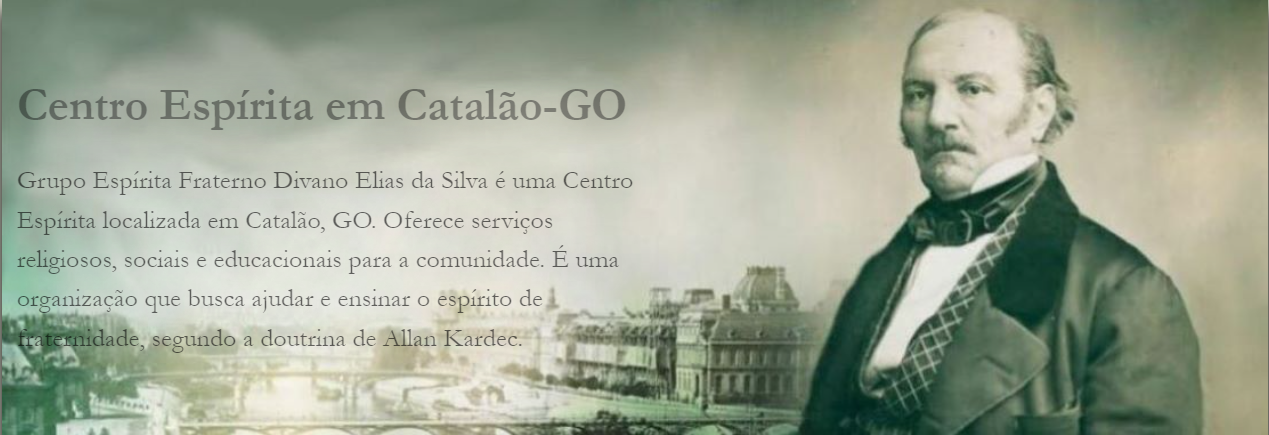 Centro Espírita em Catalão-GO
Grupo Espírita Fraterno Divano Elias da Silva é uma Centro
Espírita localizada em Catalão, GO. Oferece serviços
religiosos, sociais e educacionais para a comunidade. É uma
organização que busca ajudar e ensinar o espírito de
fraternidade, segundo a doutrina de Allan Kardec.